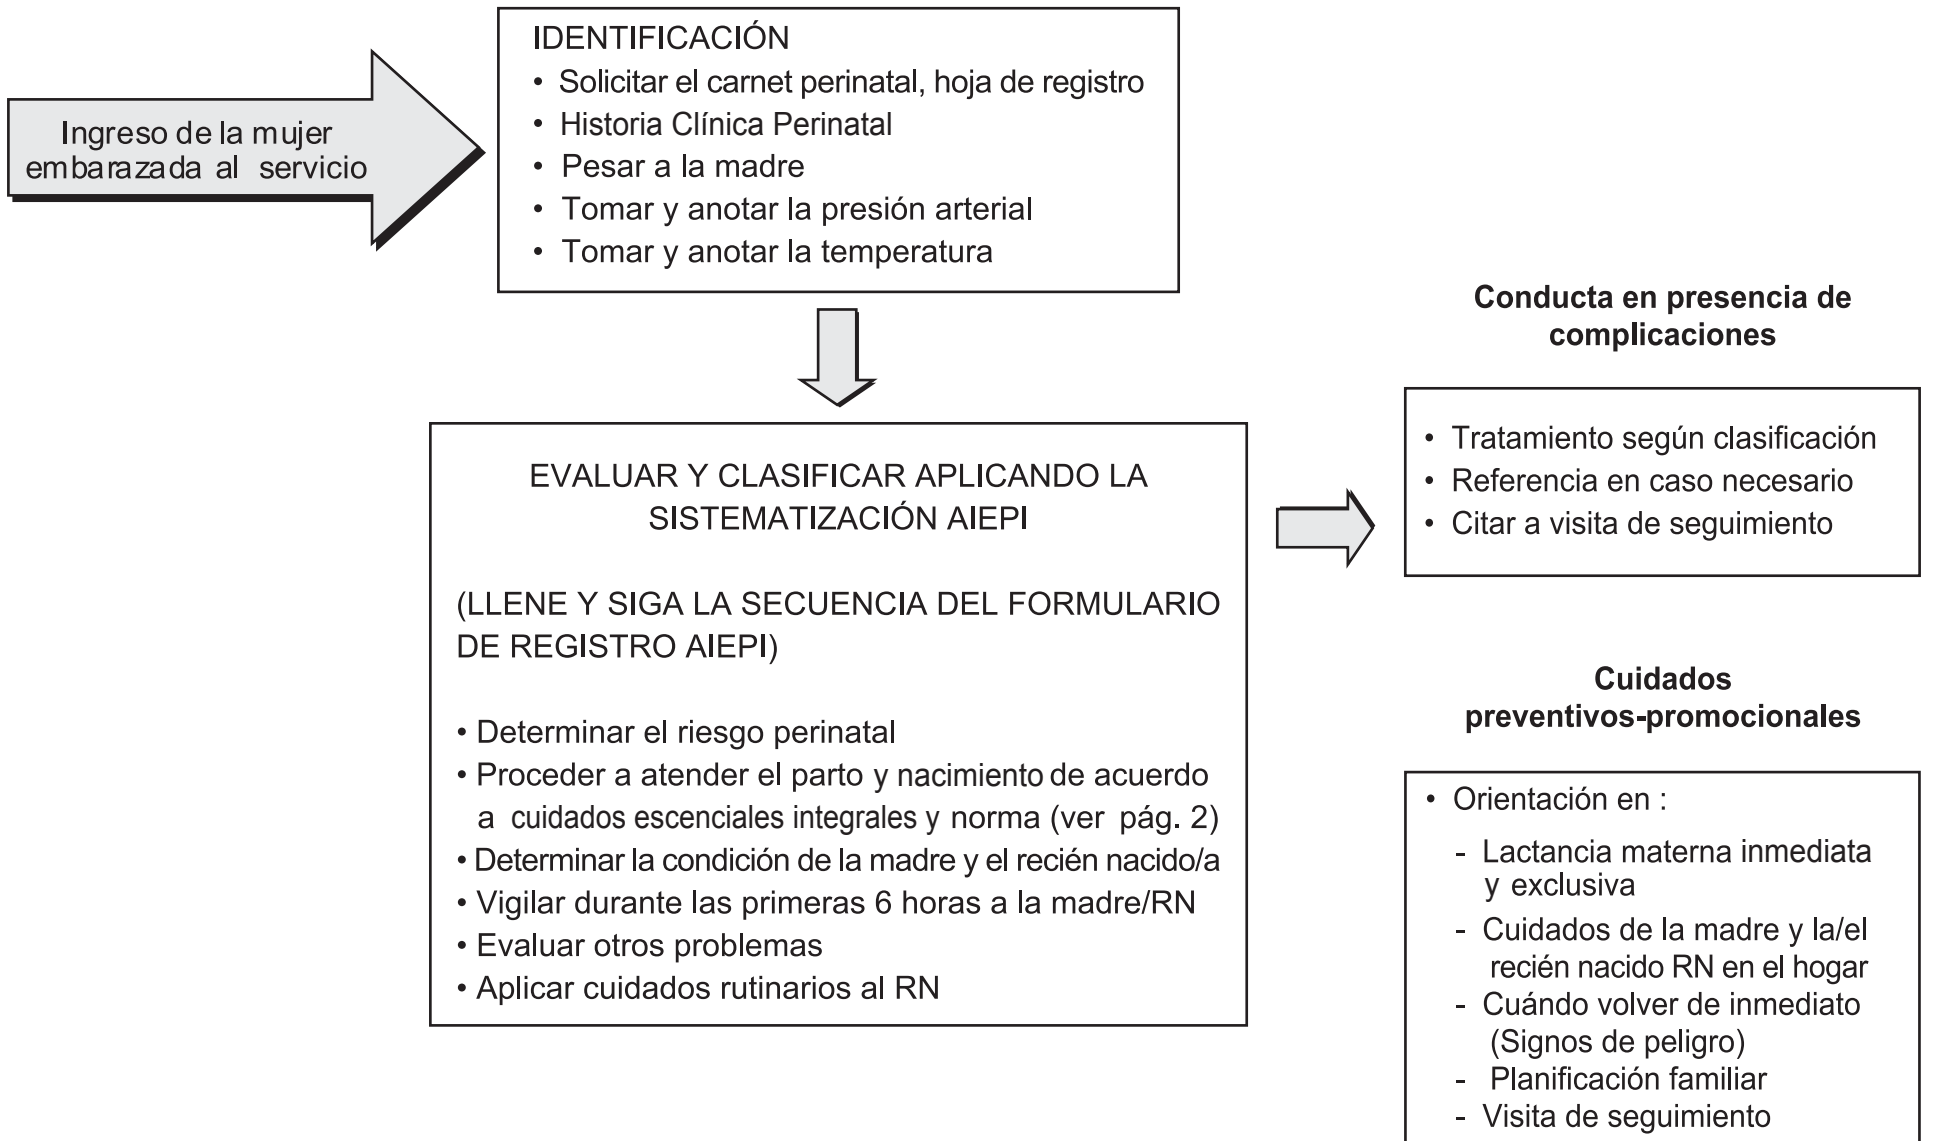 Ingreso de la mujer
embarazada al servicio
IDENTIFICACIÓN
• Solicitar el carnet perinatal, hoja de registro
• Historia Clínica Perinatal
• Pesar a la madre
• Tomar y anotar la presión arterial
• Tomar y anotar la temperatura
EVALUAR Y CLASIFICAR APLICANDO LA
SISTEMATIZACIÓN AIEPI
(LLENE Y SIGA LA SECUENCIA DEL FORMULARIO
DE REGISTRO AIEPI)
• Determinar el riesgo perinatal
• Proceder a atender el parto y nacimiento de acuerdo
a cuidados escenciales integrales y norma (ver pág. 2)
• Determinar la condición de la madre y el recién nacido/a
• Vigilar durante las primeras 6 horas a la madre/RN
• Evaluar otros problemas
• Aplicar cuidados rutinarios al RN
Conducta en presencia de
complicaciones
• Tratamiento según clasificación
• Referencia en caso necesario
• Citar a visita de seguimiento
Cuidados
preventivos-promocionales
• Orientación en :
- Lactancia materna inmediata
y exclusiva
- Cuidados de la madre y la/el
recién nacido RN en el hogar
- Cuándo volver de inmediato
(Signos de peligro)
- Planificación familiar
- Visita de seguimiento